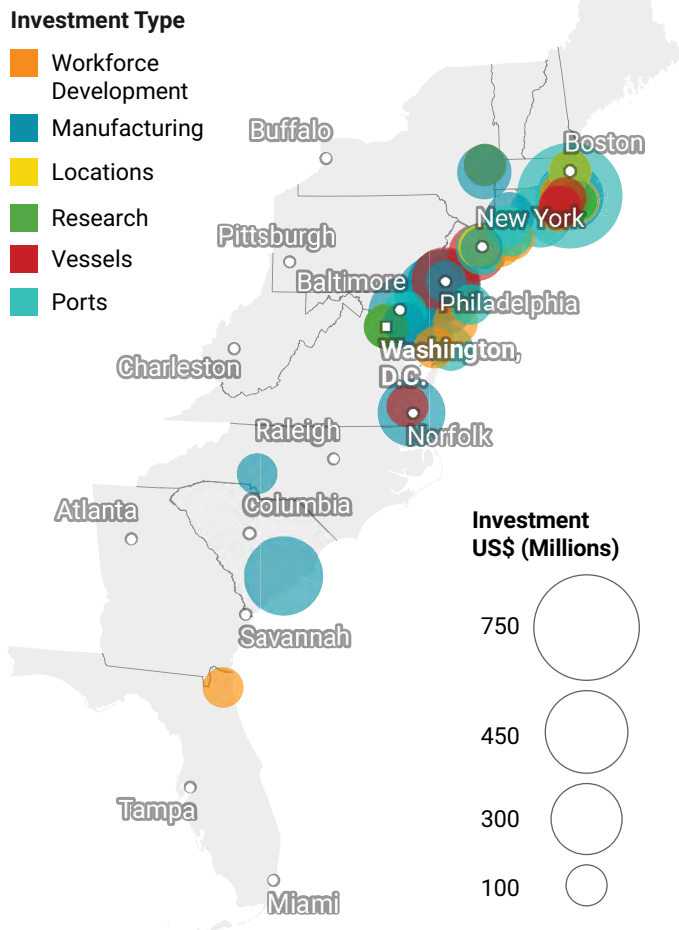 Investment Type
Workforce
Development
Manufacturing
Locations
Research
Vessels
Ports
Buffalo
Boston
New York
Pittsburgh
Baltimore
Philadelphia
Washington,
D.C.
Charleston
Norfolk
Raleigh
Columbia
Atlanta
Savannah
Tampa
Miami
Investment
US$ (Millions)
750
450
300
100